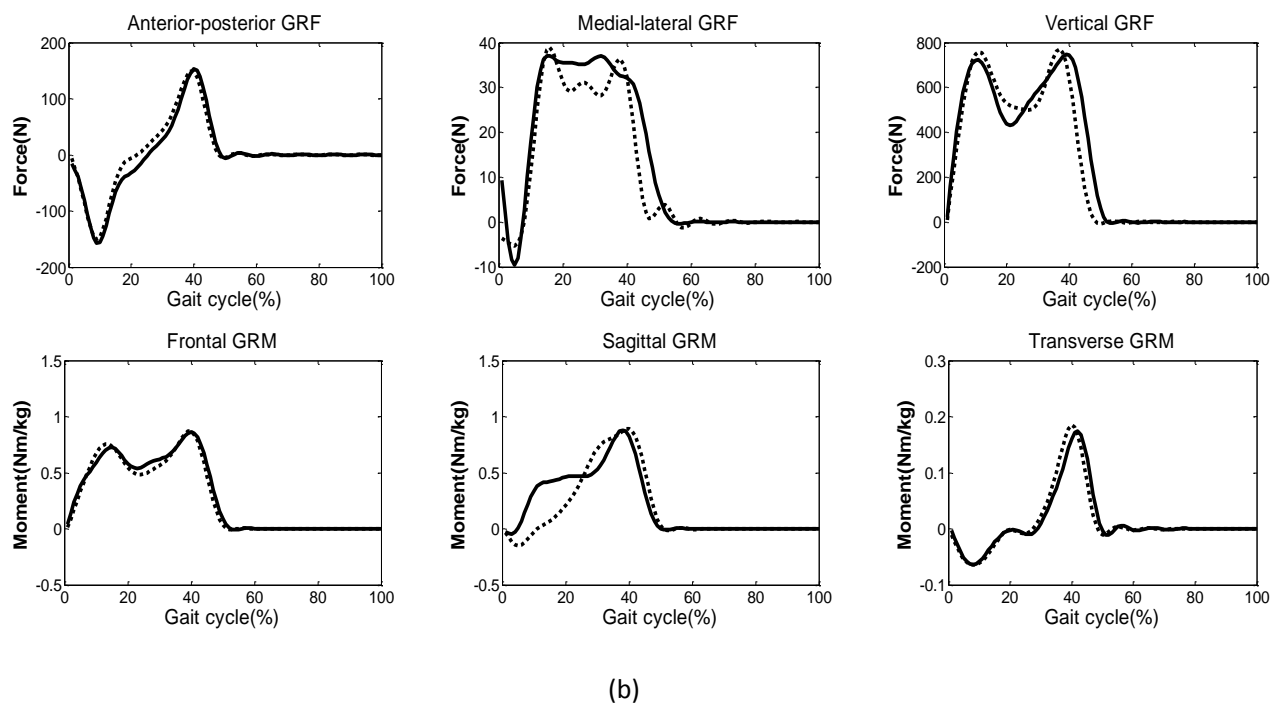 Anterior-posterior GRF
Force(N)
200
100
0
-100
-200
0 20 40 60 80 100
Gait cycle(%)
Medial-lateral GRF
Force(N)
40
30
20
10
0
-10
0 20 40 60 80 100
Gait cycle(%)
Vertical GRF
Force(N)
800
600
400
200
0
-200
0 20 40 60 80 100
Gait cycle(%)
Frontal GRM
Moment(Nm/kg)
1.5
1
0.5
0
-0.5
0 20 40 60 80 100
Gait cycle(%)
Sagittal GRM
Moment(Nm/kg)
1.5
1
0.5
0
-0.5
0 20 40 60 80 100
Gait cycle(%)
Transverse GRM
Moment(Nm/kg)
0.3
0.2
0.1
0
-0.1
0 20 40 60 80 100
Gait cycle(%)
(b)